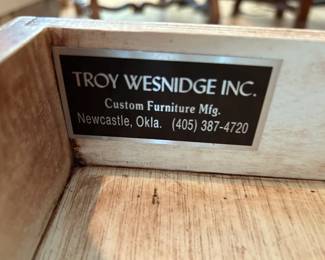 TROY WESNIDGE INC.
Custom Furniture Mfg.
Newcastle, Okla. (405) 387-4720